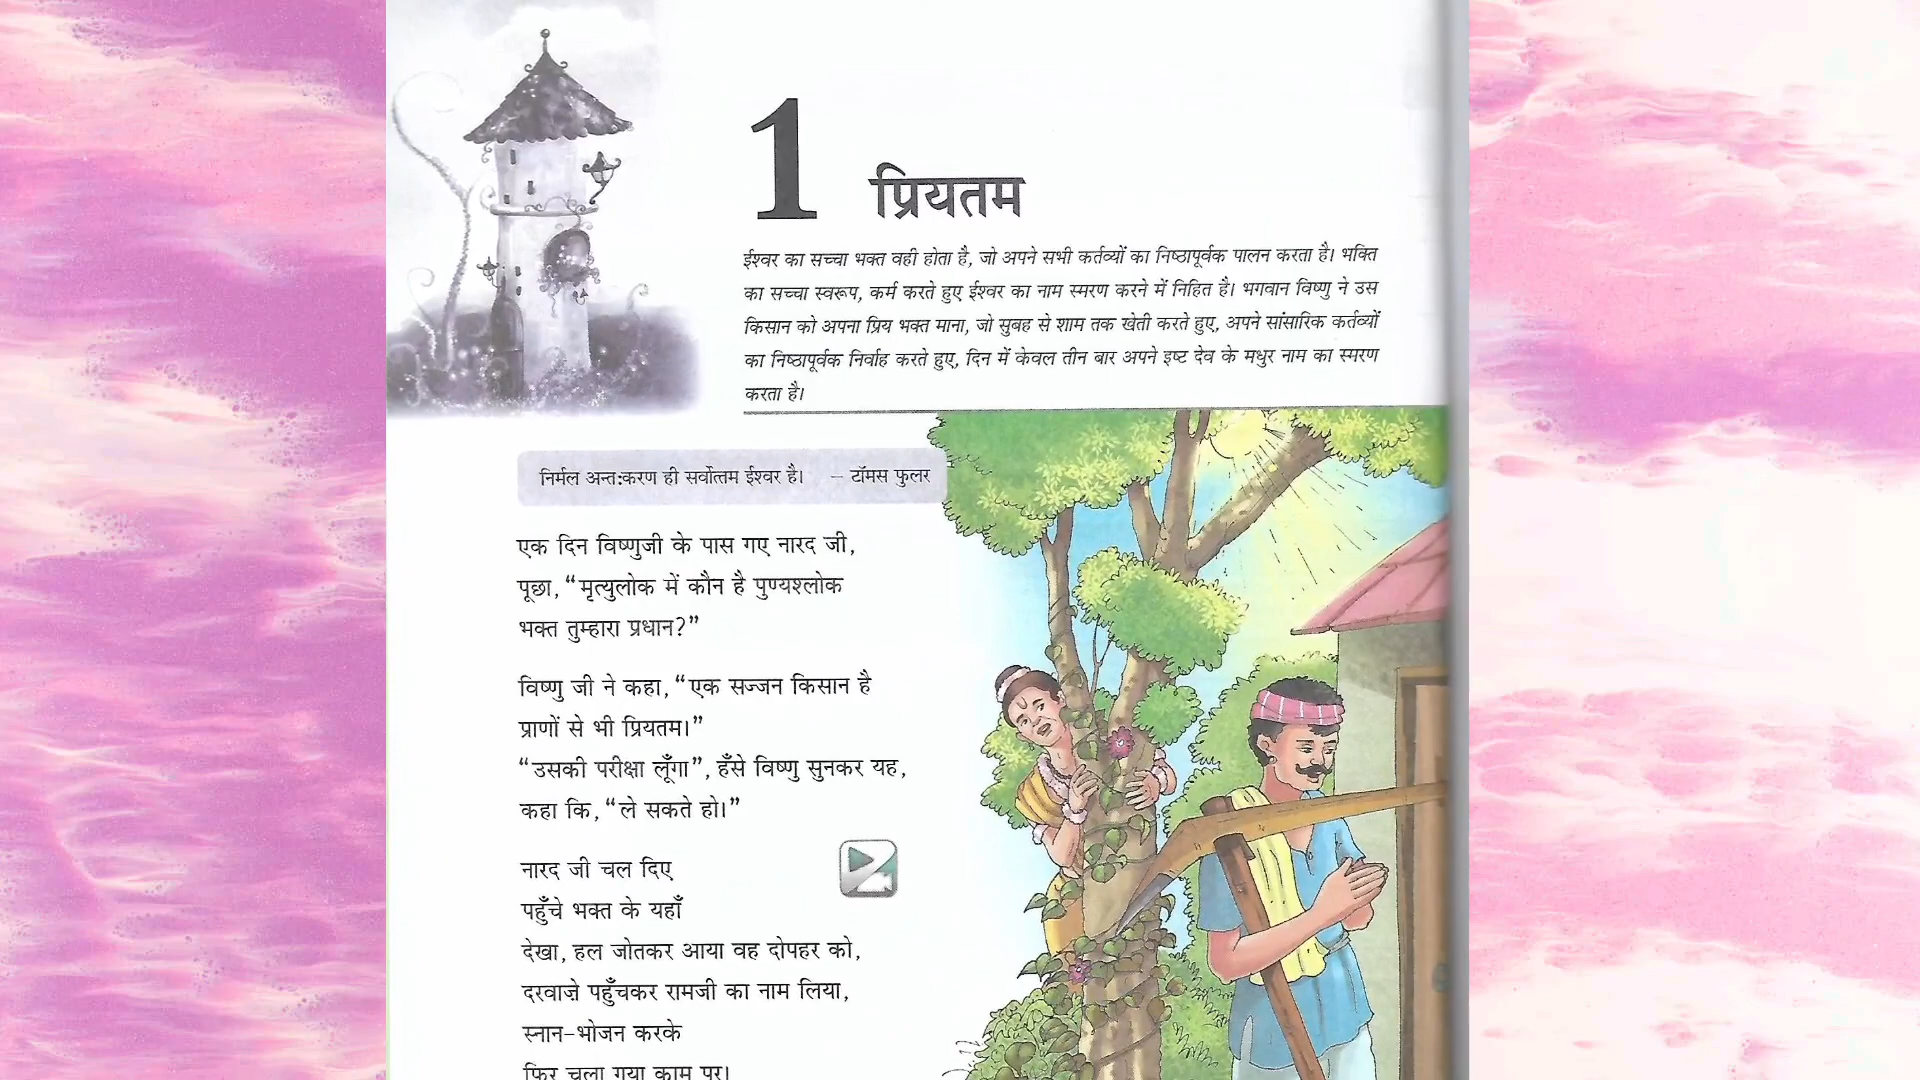 1 प्रियतम
ईश्वर का सच्चा भक्त वही होता है, जो अपने सभी कर्तव्यों का निष्ठापूर्वक पालन करता है। भक्ति
का सच्चा स्वरूप, कर्म करते हुए ईश्वर का नाम स्मरण करने में निहित है। भगवान विष्णु ने उस
किसान को अपना प्रिय भक्त माना, जो सुबह से शाम तक खेती करते हुए, अपने सांसारिक कर्तव्यों
का निष्ठापूर्वक निर्वाह करते हुए, दिन में केवल तीन बार अपने इष्ट देव के मधुर नाम का स्मरण
करता है।
निर्मल अन्त:करण ही सर्वोत्तम ईश्वर है। – टॉमस फुलर
एक दिन विष्णुजी के पास गए नारद जी,
पूछा, “मृत्युलोक में कौन है पुण्यश्लोक
भक्त तुम्हारा प्रधान?”
विष्णु जी ने कहा, “एक सज्जन किसान है
प्राणों से भी प्रियतम।”
“उसकी परीक्षा लूँगा”, हँसे विष्णु सुनकर यह,
कहा कि, “ले सकते हो।”
नारद जी चल दिए
पहुँचे भक्त के यहाँ
देखा, हल जोतकर आया वह दोपहर को,
दरवाज़े पहुँचकर रामजी का नाम लिया,
स्नान-भोजन करके
फिर चला गया काम पर।